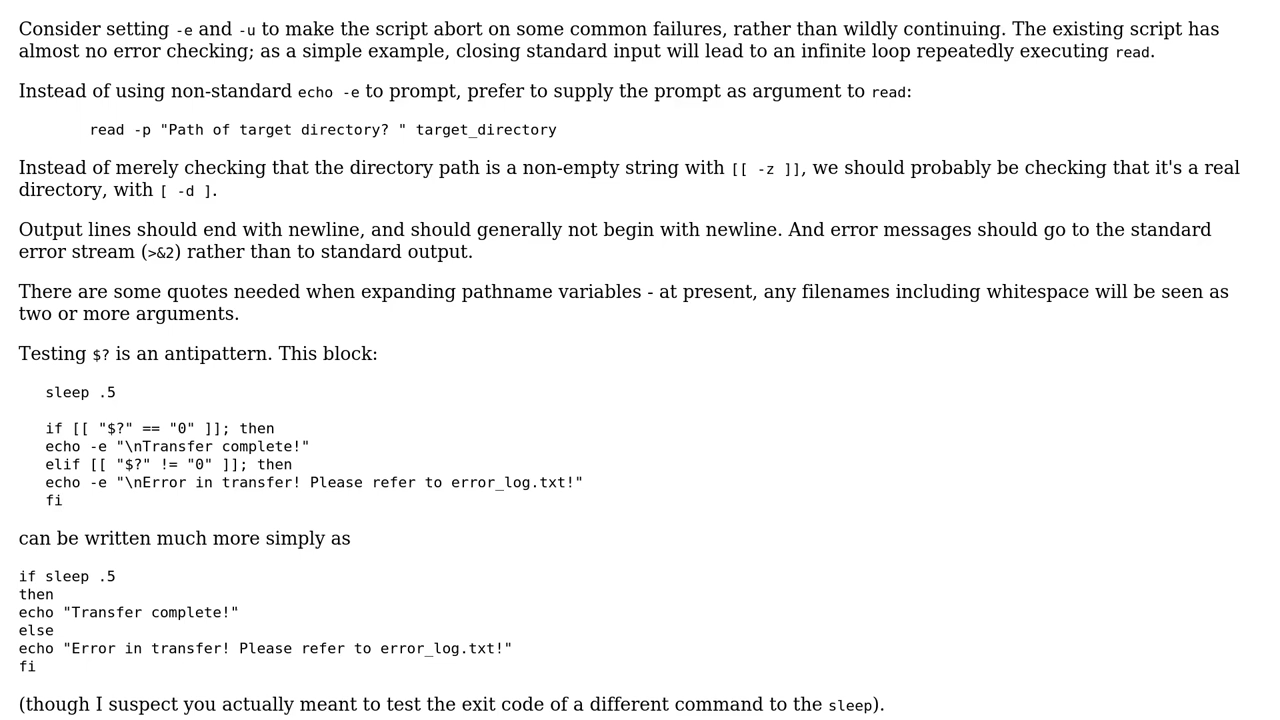 Consider setting -e and -u to make the script abort on some common failures, rather than wildly continuing. The existing script has
almost no error checking; as a simple example, closing standard input will lead to an infinite loop repeatedly executing read.
Instead of using non-standard echo -e to prompt, prefer to supply the prompt as argument to read:
read -p "Path of target directory? " target_directory
Instead of merely checking that the directory path is a non-empty string with [[ -z ]], we should probably be checking that it's a real
directory, with [ -d ].
Output lines should end with newline, and should generally not begin with newline. And error messages should go to the standard
error stream (>&2) rather than to standard output.
There are some quotes needed when expanding pathname variables - at present, any filenames including whitespace will be seen as
two or more arguments.
Testing $? is an antipattern. This block:
sleep .5
if [[ "$?" == "0" ]]; then
echo -e "\nTransfer complete!"
elif [[ "$?" != "0" ]]; then
echo -e "\nError in transfer! Please refer to error_log.txt!"
fi
can be written much more simply as
if sleep .5
then
echo "Transfer complete!"
else
echo "Error in transfer! Please refer to error_log.txt!"
fi
(though I suspect you actually meant to test the exit code of a different command to the sleep).